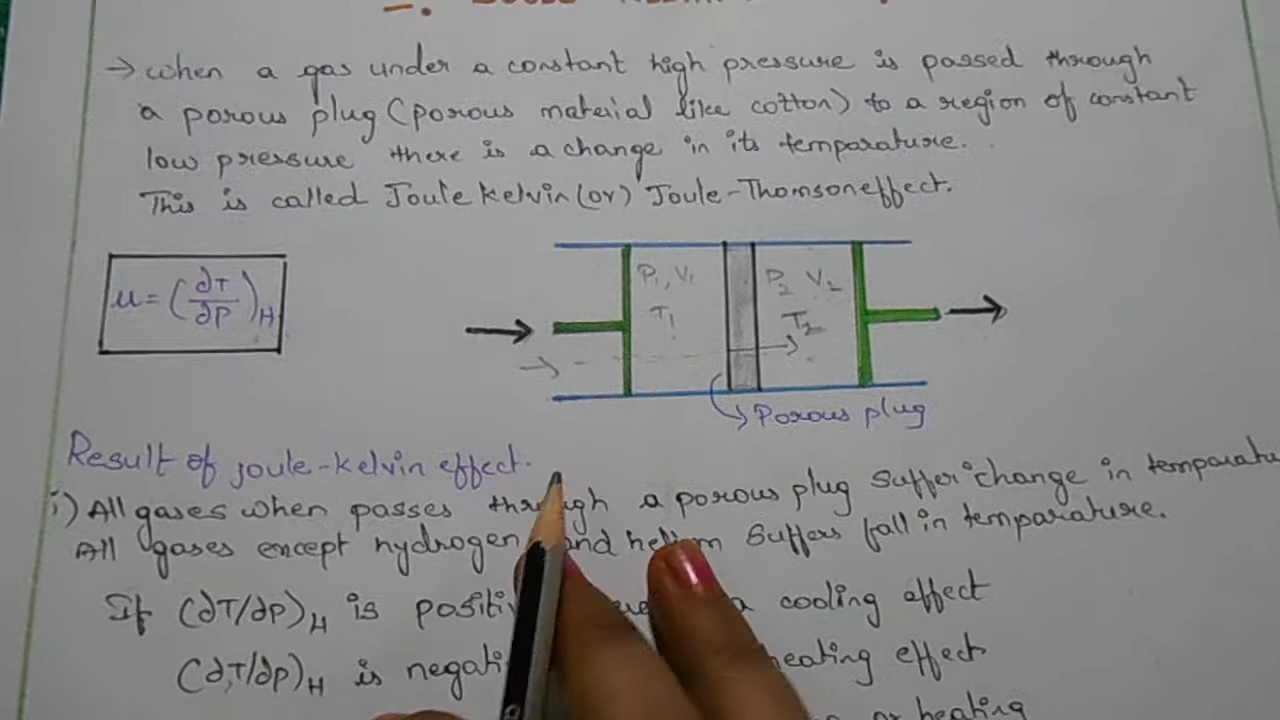 → When a gas under a constant high pressure is passed through
a porous plug (porous material like cotton) to a region of constant
low pressure there is a change in its temparature.
This is called Joule Kelvin (or) Joule-Thomson effect.
μ = (∂T/∂P)H
P1, V1
T1
P2 V2
T2
Porous plug
Result of joule-kelvin effect.
i) All gases when passes through a porous plug suffer change in temparatu
All gases except hydrogen and helium suffers fall in temparature.
If (∂T/∂P)H is positi a cooling effect
(∂T/∂P)H is negati heating effect
or heating